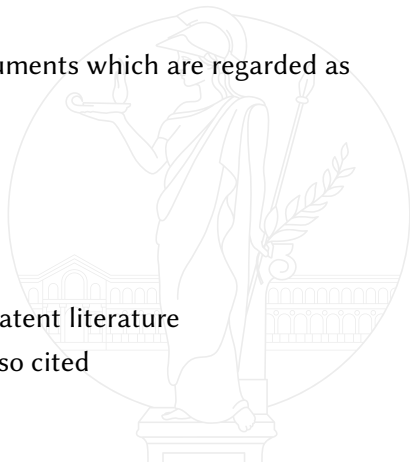 uments which are regarded as
atent literature
so cited